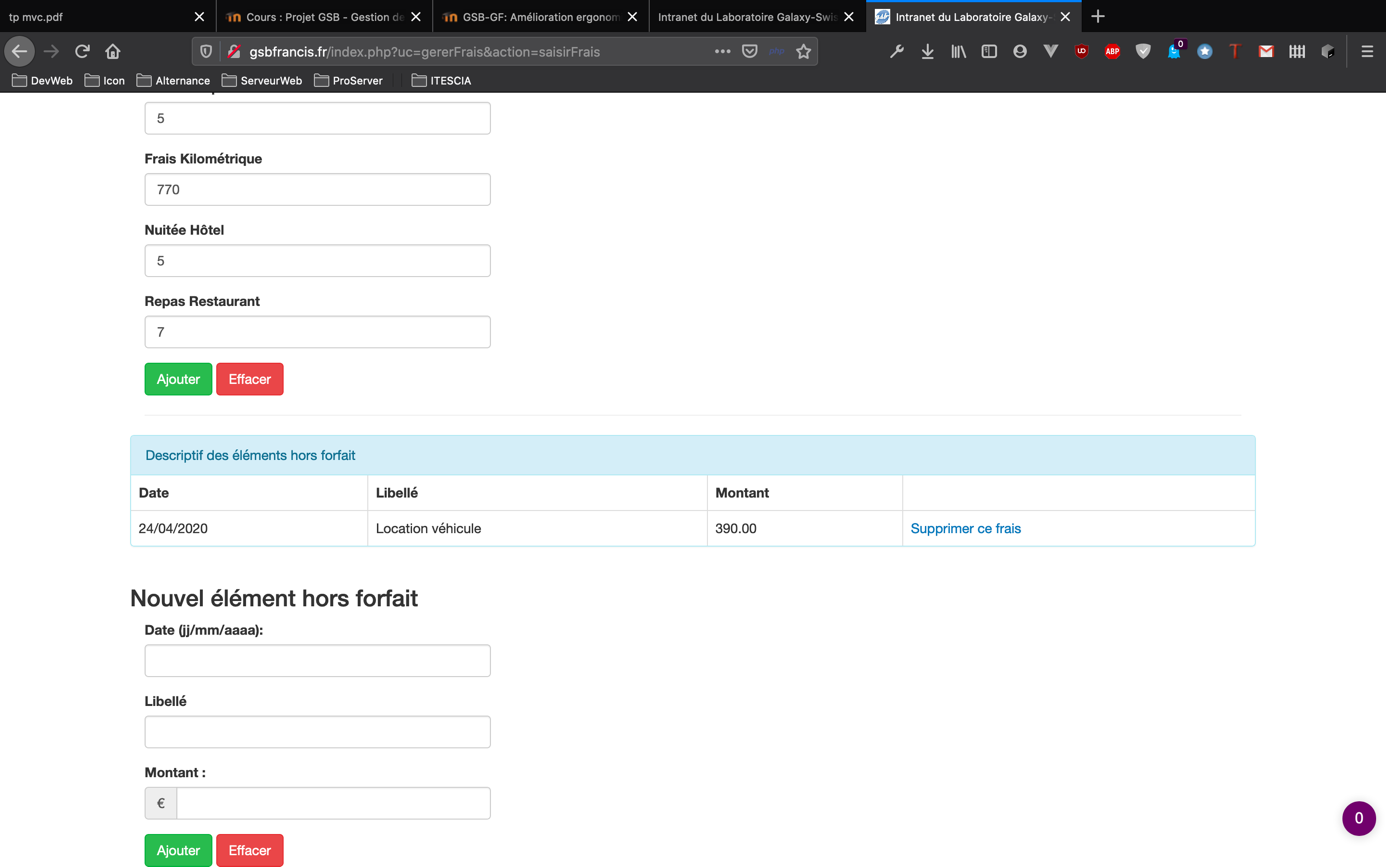 tp mvc.pdf
Cours : Projet GSB - Gestion de
GSB-GF: Amélioration ergonom
Intranet du Laboratoire Galaxy-Swis
Intranet du Laboratoire Galaxy-
gsbfrancis.fr/index.php?uc=gererFrais&action=saisirFrais
php
UO
ABP
0
DevWeb
Icon
Alternance
ServeurWeb
ProServer
ITESCIA
5
Frais Kilométrique
770
Nuitée Hôtel
5
Repas Restaurant
7
Ajouter Effacer
Descriptif des éléments hors forfait
Date Libellé Montant
24/04/2020 Location véhicule 390.00 Supprimer ce frais
Nouvel élément hors forfait
Date (jj/mm/aaaa):
Libellé
Montant :
€
0
Ajouter Effacer